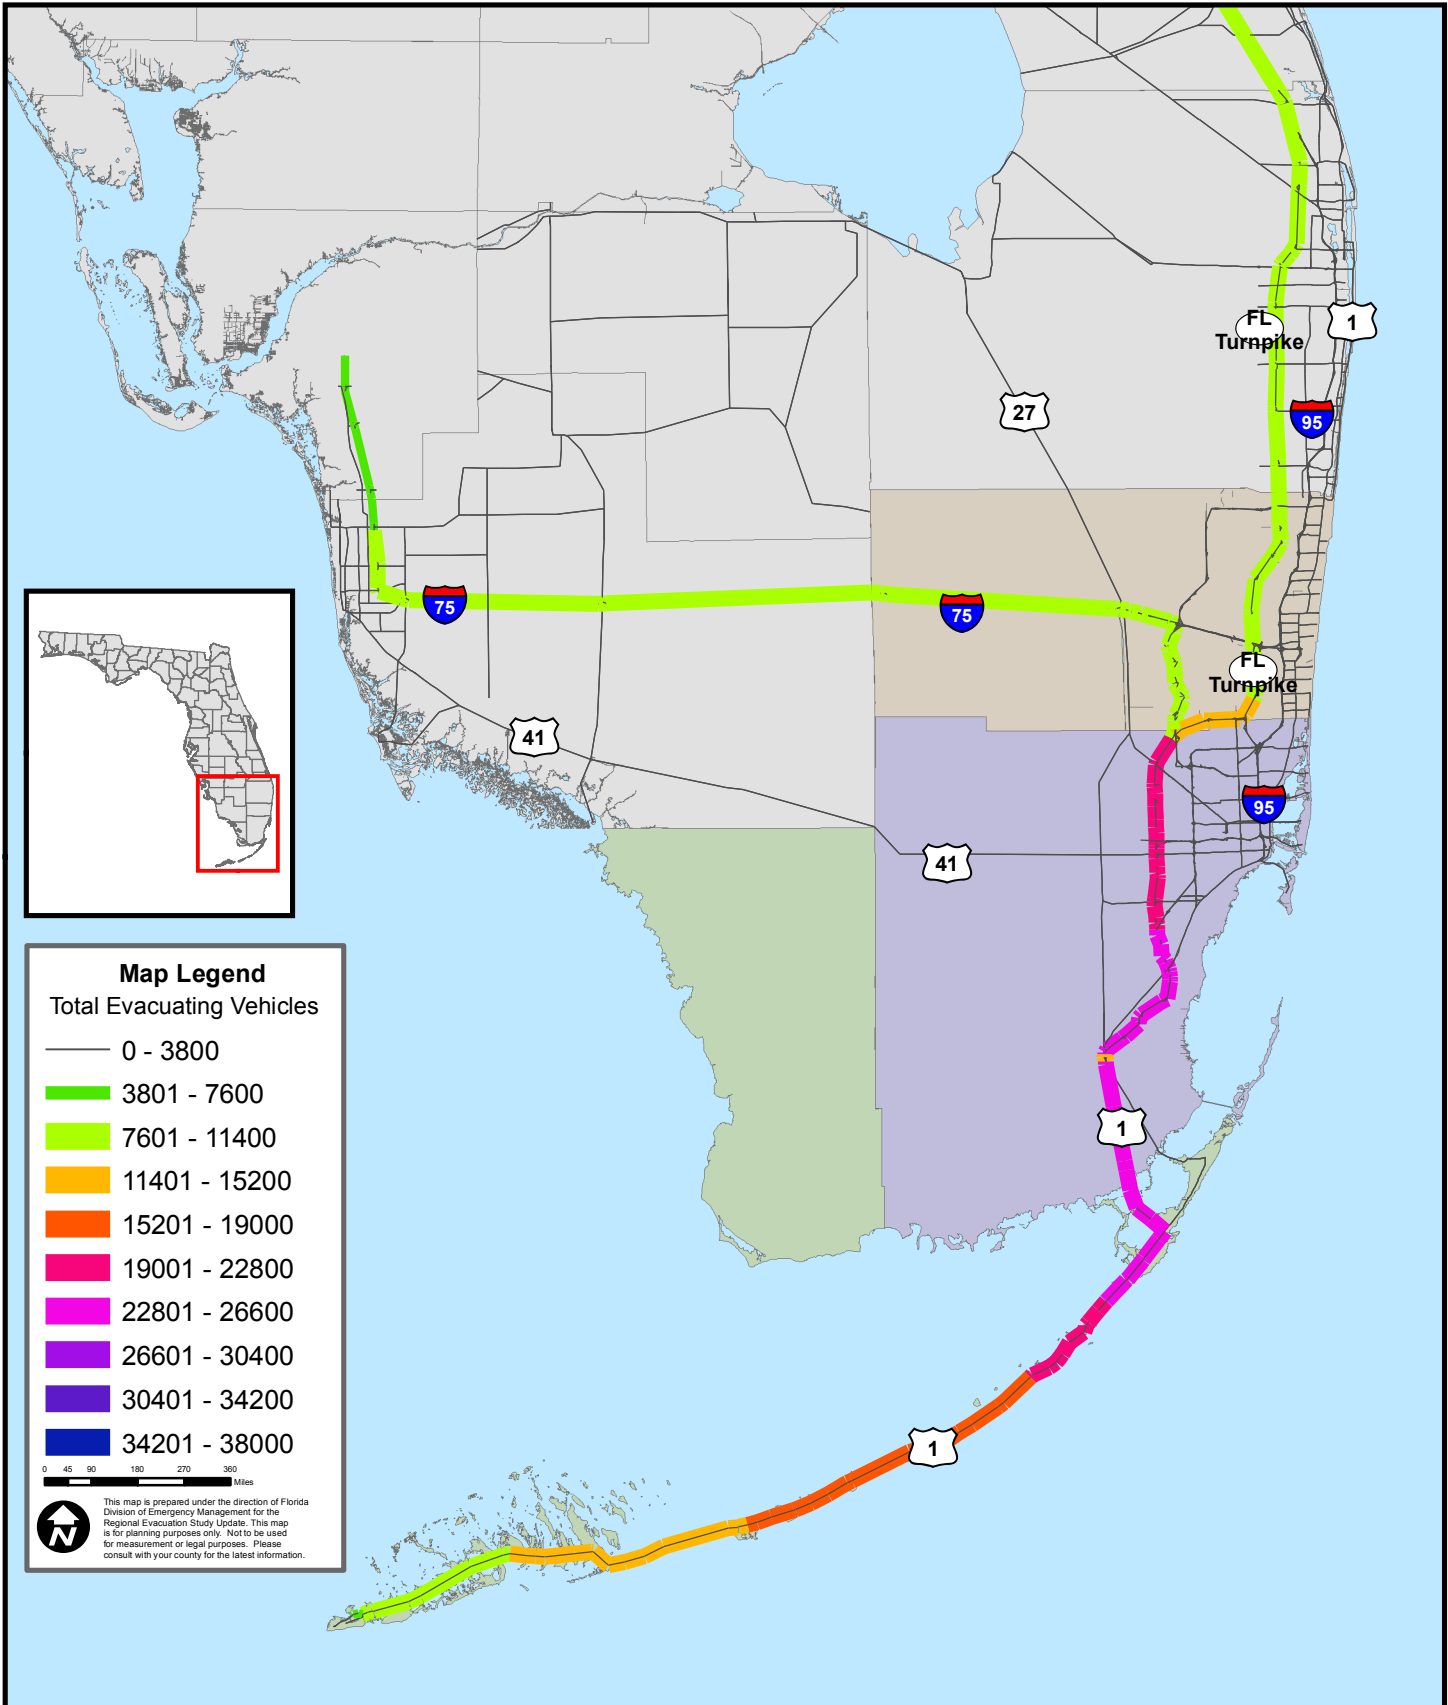 FL
Turnpike
1
95
27
75
75
FL
Turnpike
41
95
41
1
1
Map Legend
Total Evacuating Vehicles
0 - 3800
3801 - 7600
7601 - 11400
11401 - 15200
15201 - 19000
19001 - 22800
22801 - 26600
26601 - 30400
30401 - 34200
34201 - 38000
0 45 90 180 270 360
Miles
N
This map is prepared under the direction of Florida
Division of Emergency Management for the
Regional Evacuation Study Update. This map
is for planning purposes only. Not to be used
for measurement or legal purposes. Please
consult with your county for the latest information.